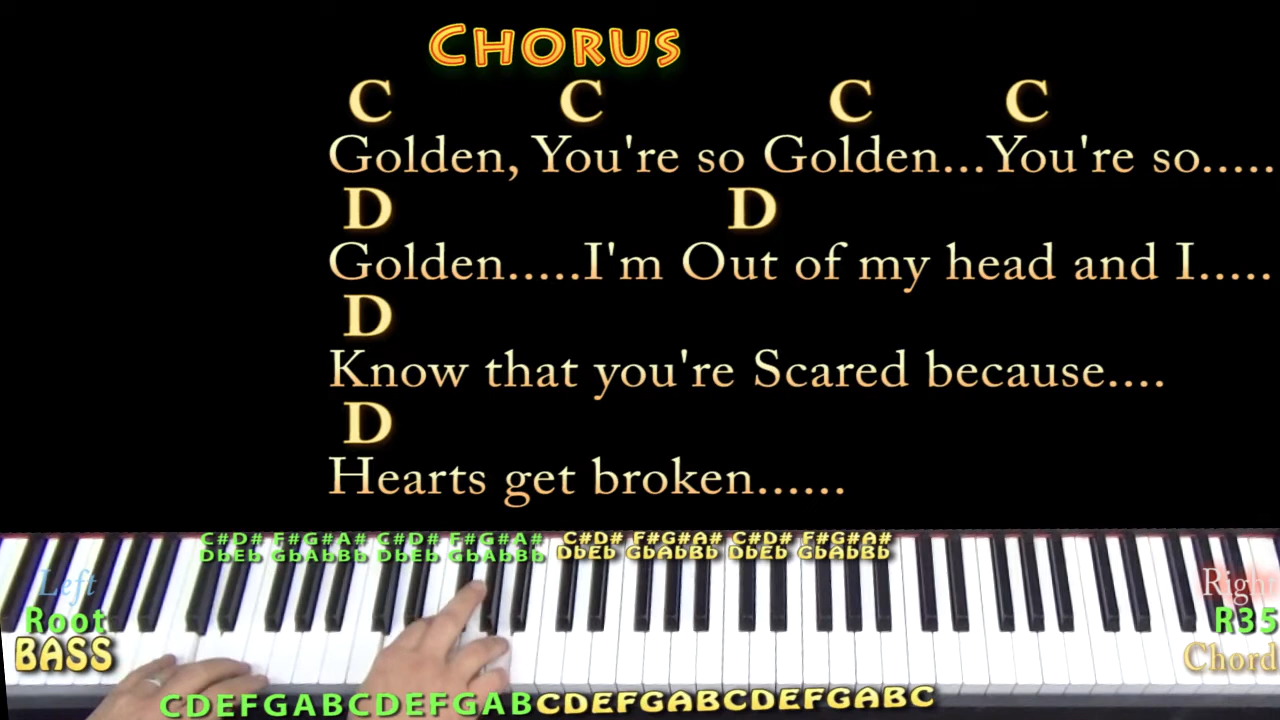 CHORUS
C C C C
Golden, You're so Golden...You're so.....
D D
Golden.....I'm Out of my head and I.....
D
Know that you're Scared because....
D
Hearts get broken......
C#D# F#G#A# C#D# F#G#A# C#D# F#G#A# C#D# F#G#A#
DbEb GbAbBb DbEb GbAbBb DbEb GbAbBb DbEb GbAbBb
Left
Root
BASS
Right
R35
Chord
CDEFGABCDEFGABCDEFGABCDEFGABC